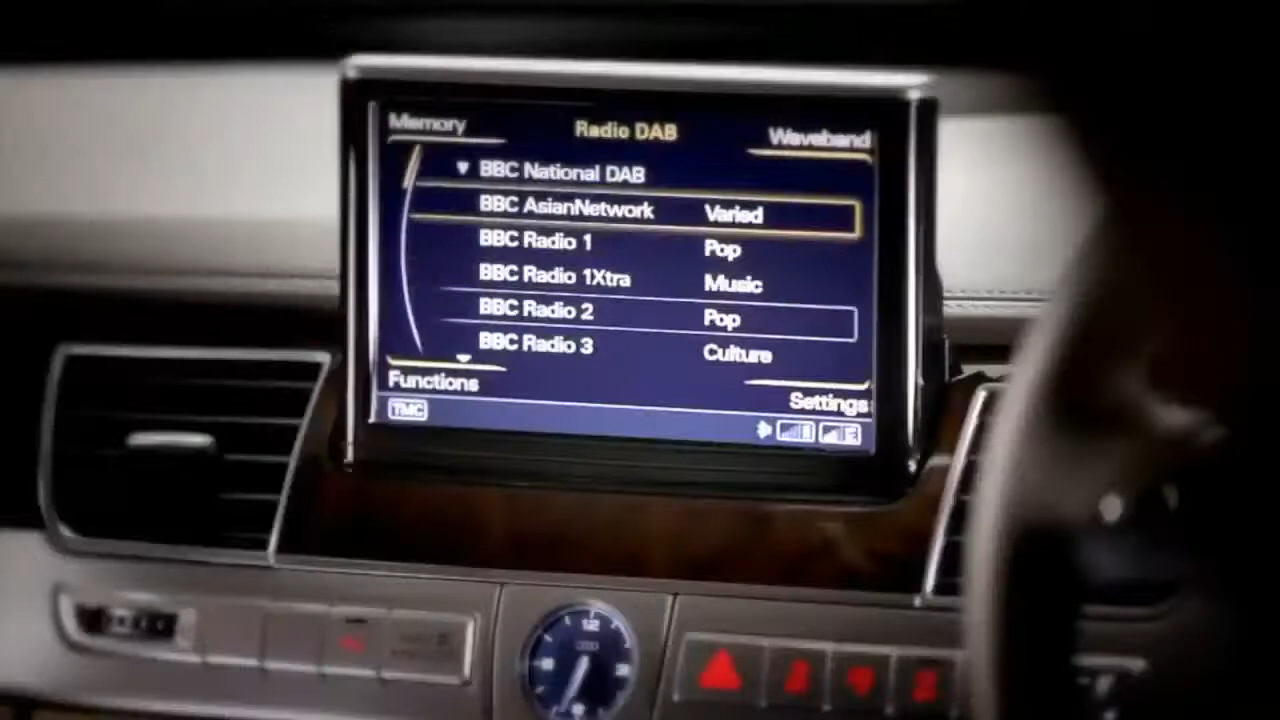 Memory Radio DAB Waveband
BBC National DAB
BBC AsianNetwork Varied
BBC Radio 1 Pop
BBC Radio 1Xtra Music
BBC Radio 2 Pop
BBC Radio 3 Culture
Functions Settings
TMC
12